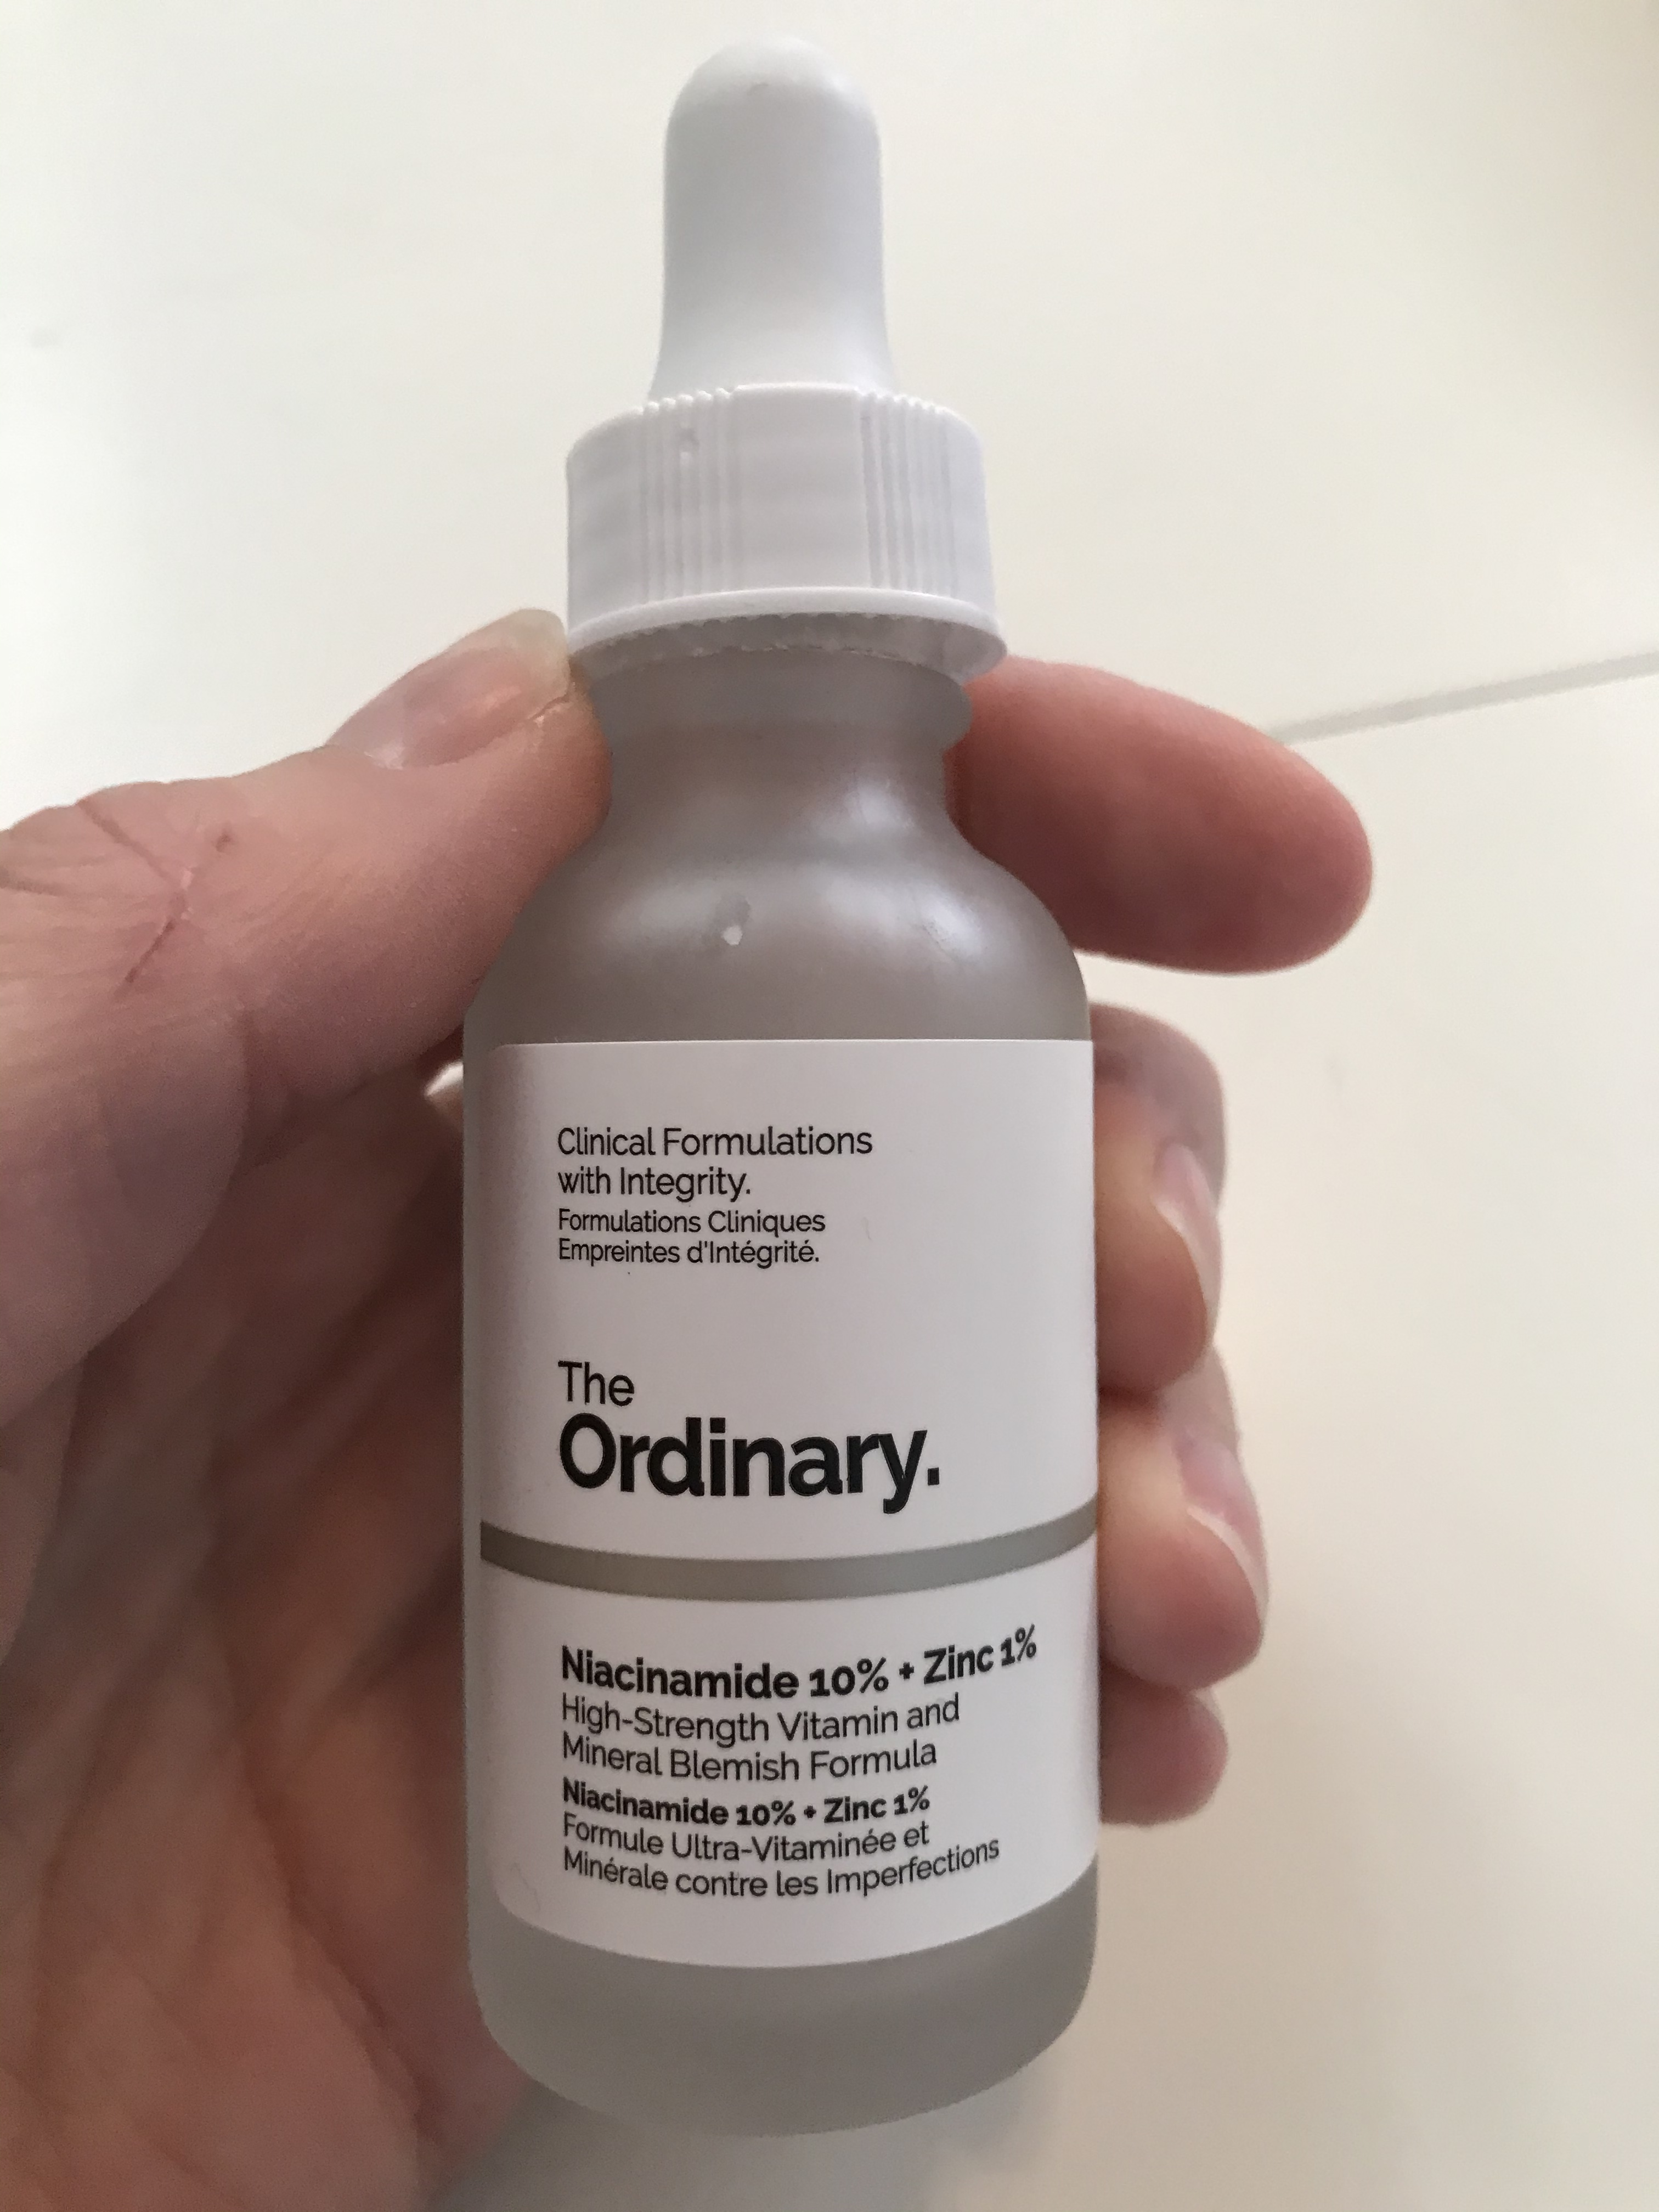 Clinical Formulations
with Integrity.
Formulations Cliniques
Empreintes d'Intégrité.
The
Ordinary.
Niacinamide 10% + Zinc 1%
High-Strength Vitamin and
Mineral Blemish Formula
Niacinamide 10% + Zinc 1%
Formule Ultra-Vitaminée et
Minérale contre les Imperfections